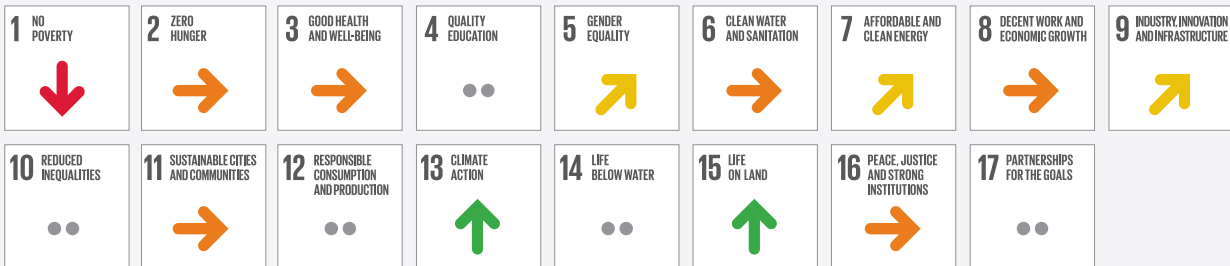 1 NO
POVERTY
2 ZERO
HUNGER
3 GOOD HEALTH
AND WELL-BEING
4 QUALITY
EDUCATION
5 GENDER
EQUALITY
6 CLEAN WATER
AND SANITATION
7 AFFORDABLE AND
CLEAN ENERGY
8 DECENT WORK AND
ECONOMIC GROWTH
9 INDUSTRY, INNOVATION
AND INFRASTRUCTURE
10 REDUCED
INEQUALITIES
11 SUSTAINABLE CITIES
AND COMMUNITIES
12 RESPONSIBLE
CONSUMPTION
AND PRODUCTION
13 CLIMATE
ACTION
14 LIFE
BELOW WATER
15 LIFE
ON LAND
16 PEACE, JUSTICE
AND STRONG
INSTITUTIONS
17 PARTNERSHIPS
FOR THE GOALS